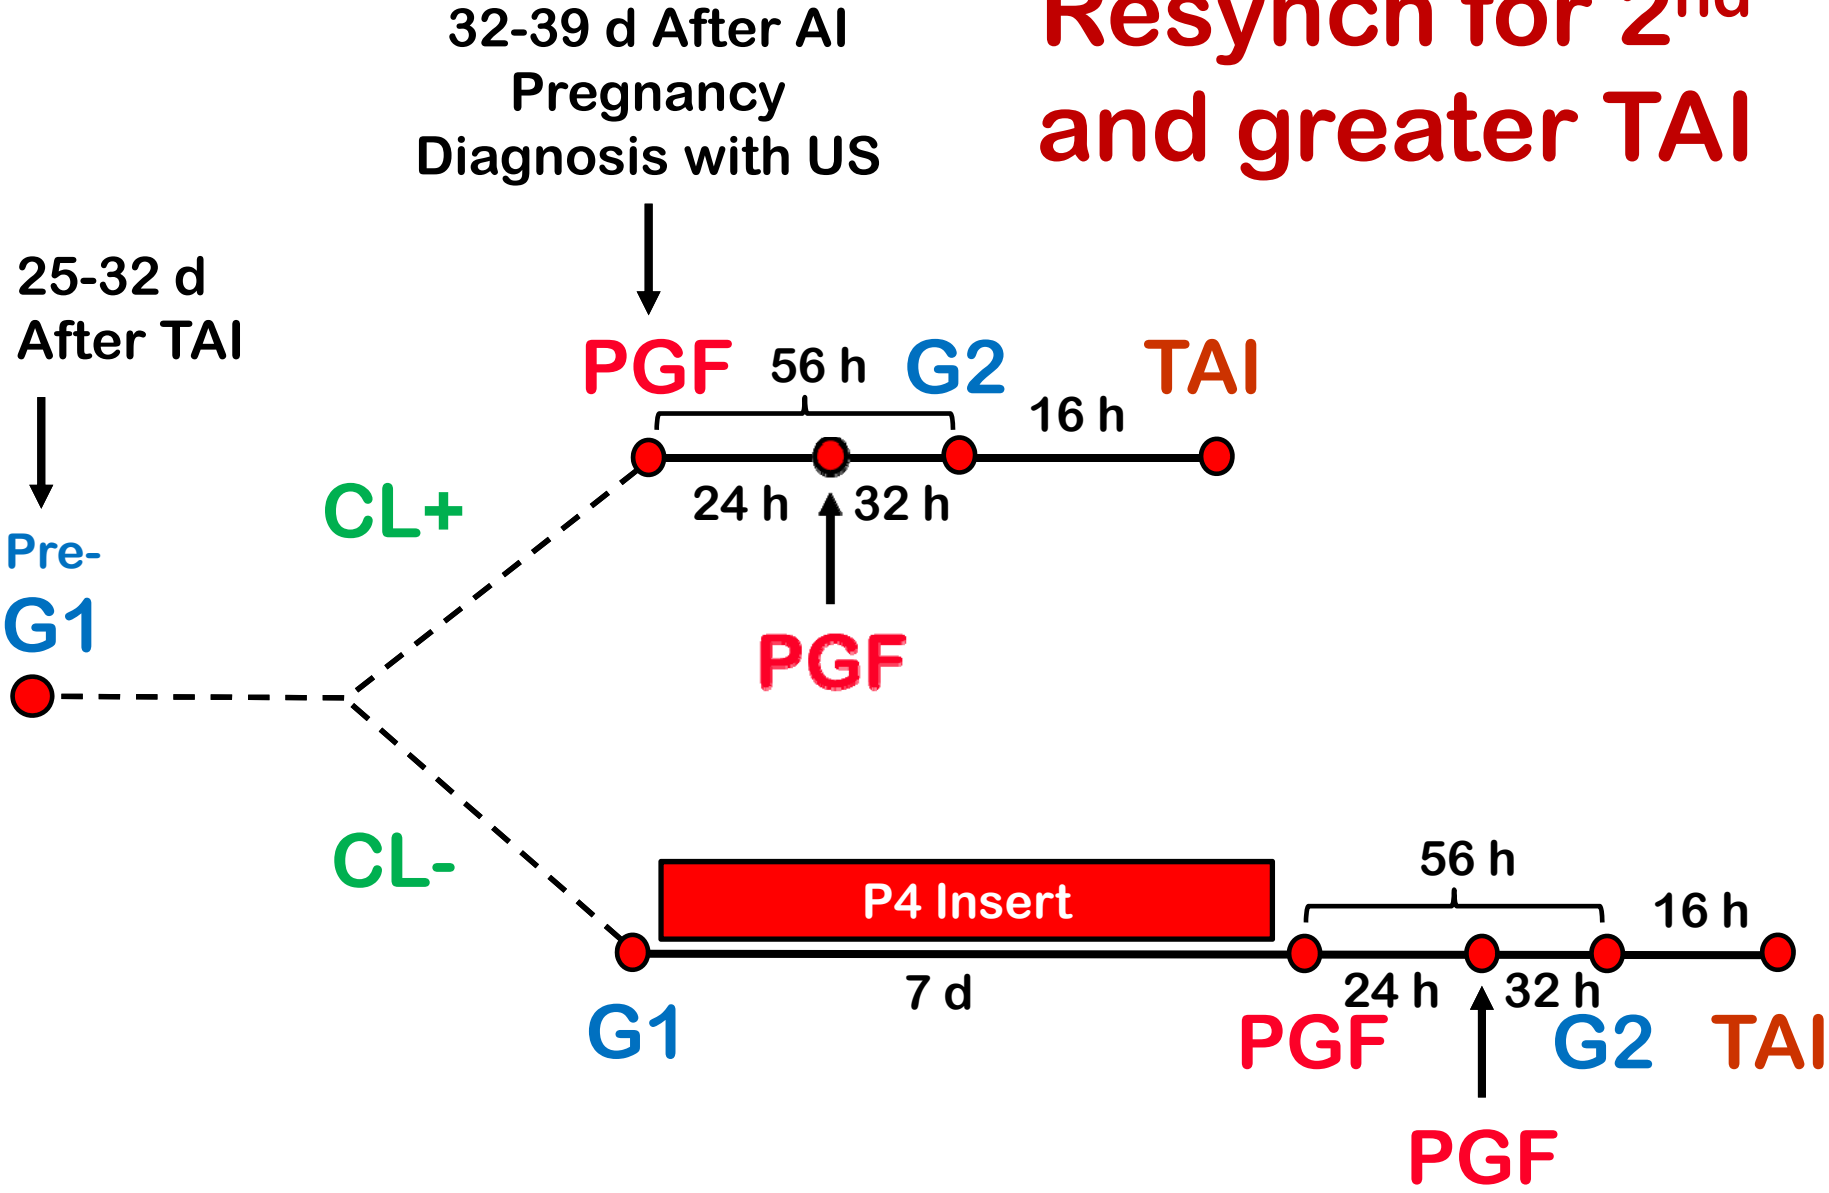 32-39 d After AI
Pregnancy
Diagnosis with US
Resynch for 2nd
and greater TAI
25-32 d
After TAI
Pre-
G1
CL+
PGF
56 h
G2
16 h
TAI
24 h
32 h
PGF
CL-
P4 Insert
G1
7 d
56 h
16 h
24 h
32 h
PGF
G2
TAI
PGF